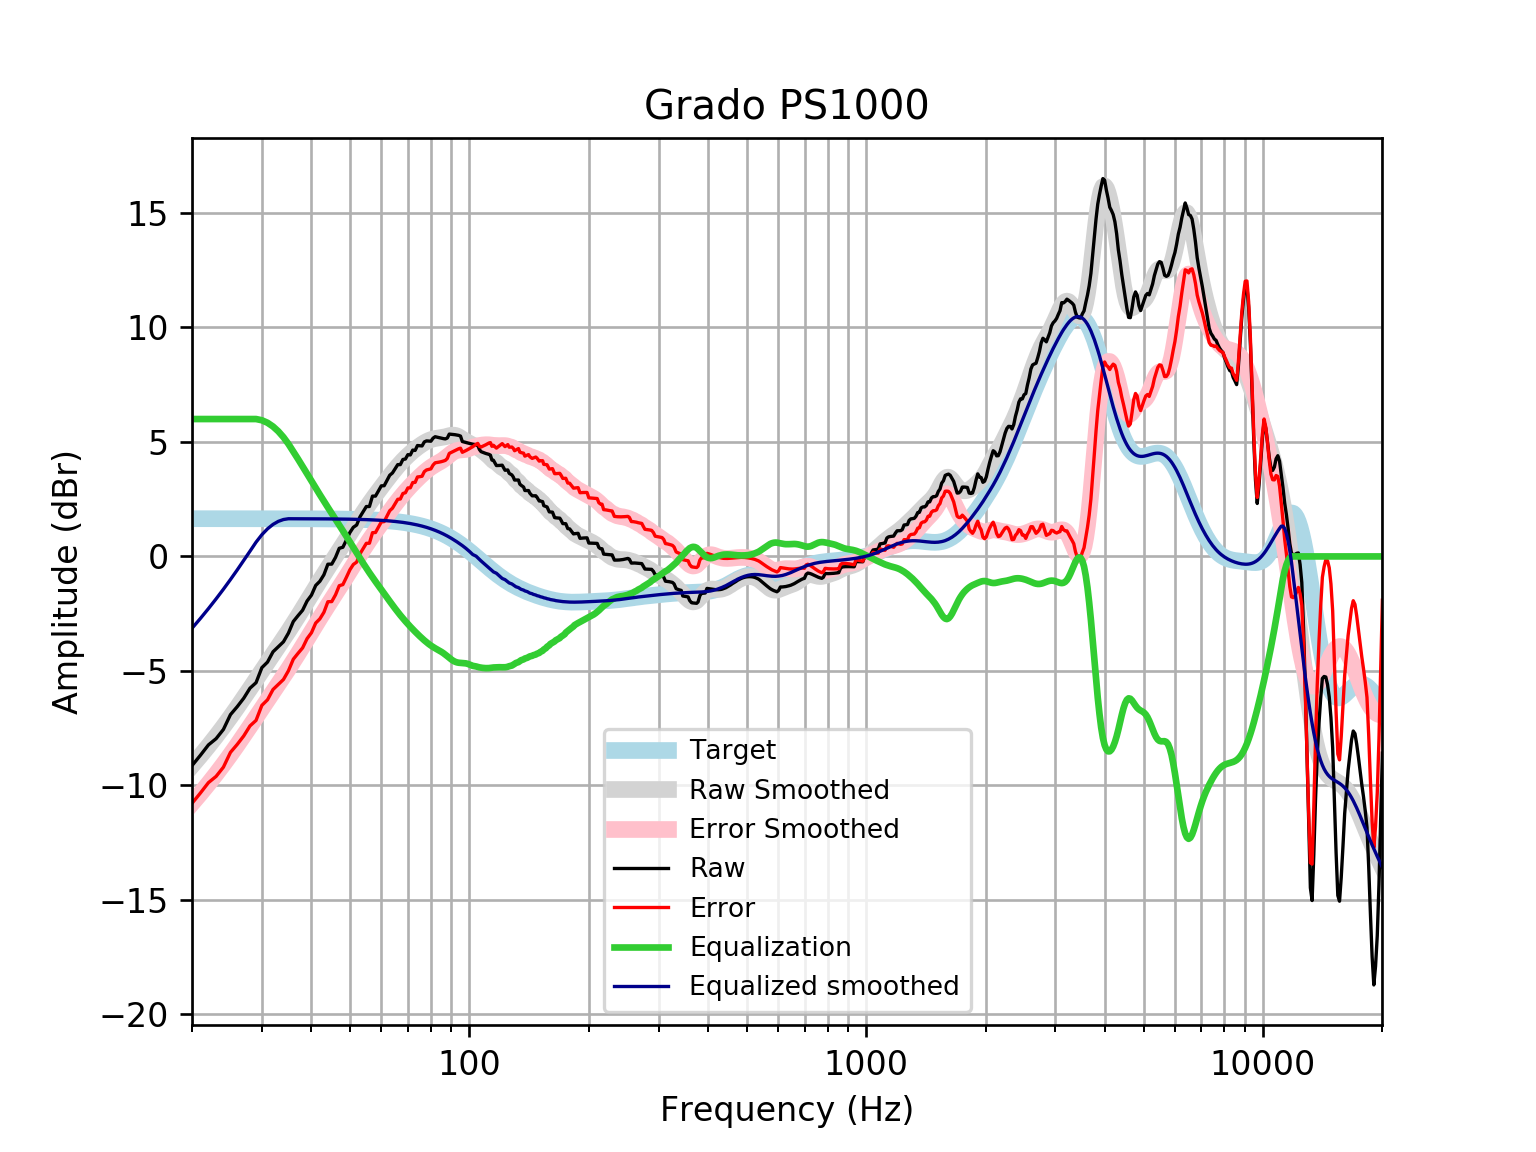 Grado PS1000
Amplitude (dBr)
15
10
5
0
−5
−10
−15
−20
Target
Raw Smoothed
Error Smoothed
Raw
Error
Equalization
Equalized smoothed
100
1000
10000
Frequency (Hz)